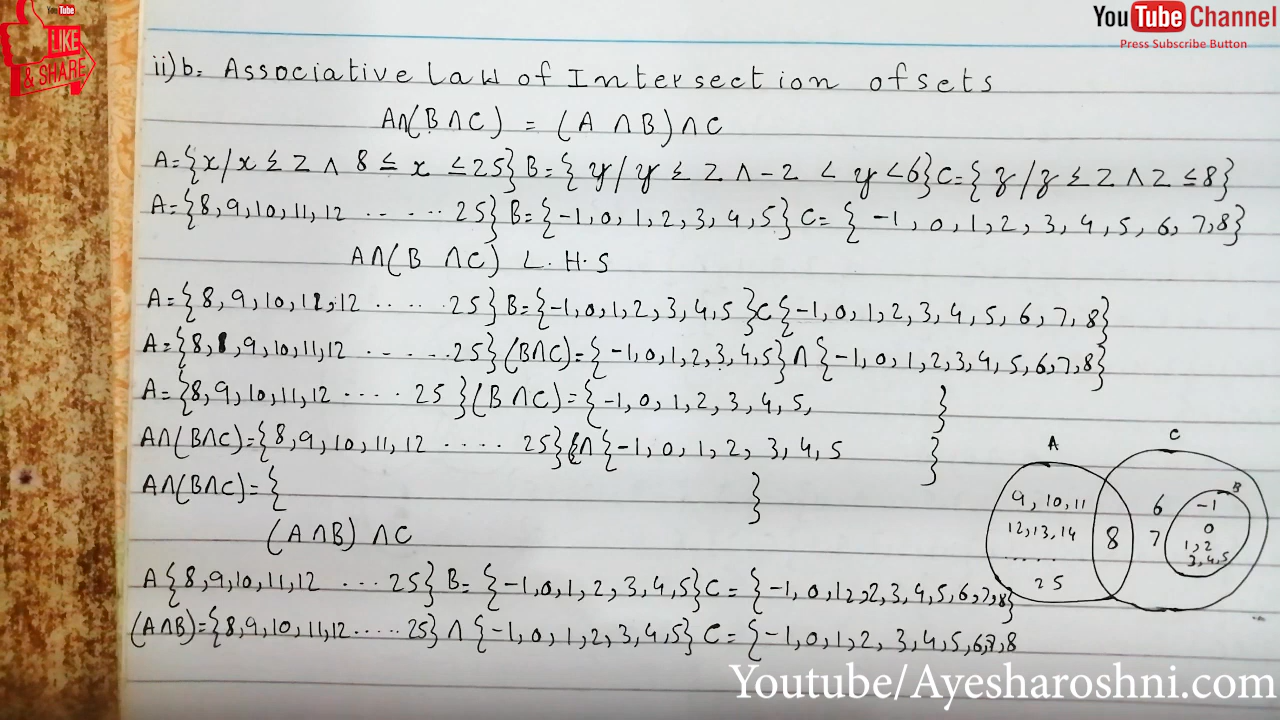 YouTube
LIKE
& SHARE
YouTube Channel
Press Subscribe Button
ii)b. Associative Law of Intersection of sets
A∩(B∩C) = (A ∩B)∩C
A={x/x ≤ Z ∧ 8 ≤ x ≤25} B={y/y ≤ Z ∧ -2 < y <6} C={z/z ≤ Z ∧ Z ≤8}
A={8,9,10,11,12 ..... 25} B={-1,0,1,2,3,4,5} C={-1,0,1,2,3,4,5,6,7,8}
A∩(B ∩C) L.H.S
A={8,9,10,11,12 ..... 25} B={-1,0,1,2,3,4,5}C{-1,0,1,2,3,4,5,6,7,8}
A={8,9,10,11,12 ......25}(B∩C)={-1,0,1,2,3,4,5}∩{-1,0,1,2,3,4,5,6,7,8}
A={8,9,10,11,12 .... 25}(B∩C)={-1,0,1,2,3,4,5, }
A∩(B∩C)={8,9,10,11,12 .... 25}∩{-1,0,1,2,3,4,5 }
A∩(B∩C)={ }
(A∩B) ∩C
A{8,9,10,11,12 ...25} B={-1,0,1,2,3,4,5}C={-1,0,1,2,3,4,5,6,7,8}
(A∩B)={8,9,10,11,12.....25} ∩{-1,0,1,2,3,4,5} C={-1,0,1,2,3,4,5,6,7,8
A
C
B
9,10,11
12,13,14
.....
25
8
6
7
-1
0
1,2
3,4,5
Youtube/Ayesharoshni.com